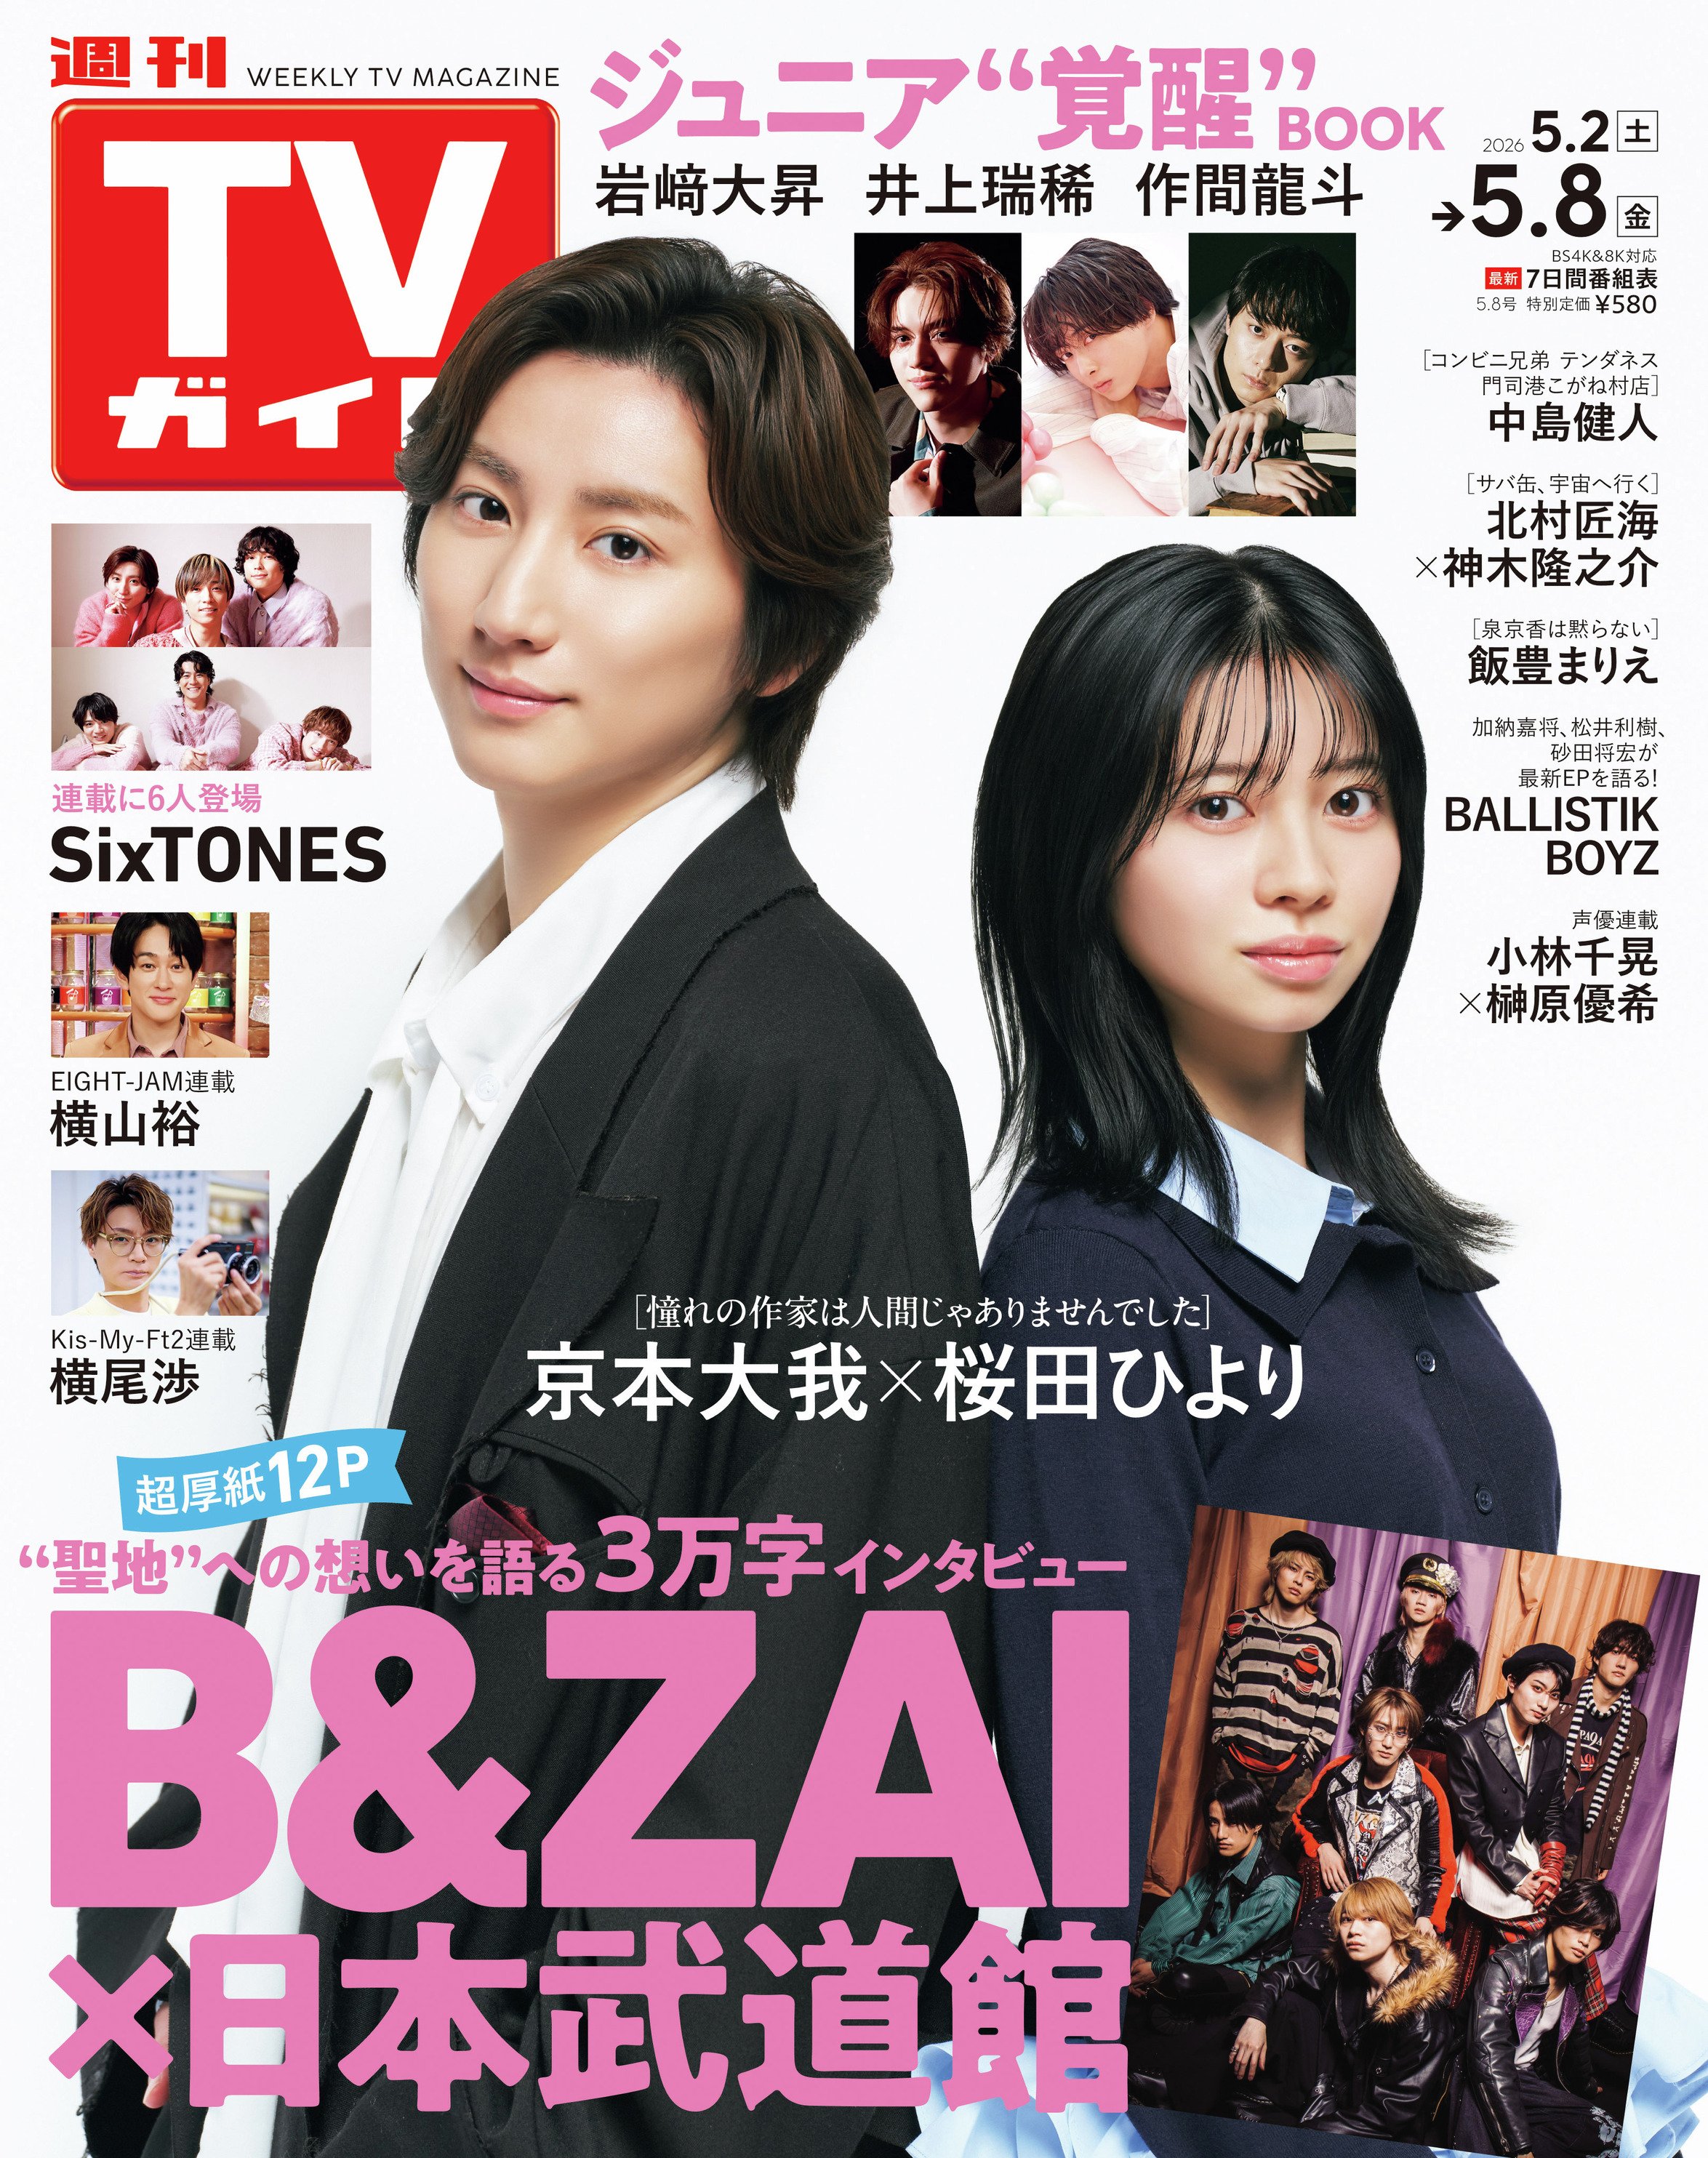 週刊 WEEKLY TV MAGAZINE
TV
ガイド
ジュニア“覚醒”BOOK
岩﨑大昇 井上瑞稀 作間龍斗
2026 5.2 土
→5.8 金
BS4K&8K対応
最新 7日間番組表
5.8号 特別定価 ¥580
[コンビニ兄弟 テンダネス
門司港こがね村店]
中島健人
[サバ缶、宇宙へ行く]
北村匠海
×神木隆之介
[泉京香は黙らない]
飯豊まりえ
加納嘉将、松井利樹、
砂田将宏が
最新EPを語る!
BALLISTIK
BOYZ
声優連載
小林千晃
×榊原優希
連載に6人登場
SixTONES
EIGHT-JAM連載
横山裕
Kis-My-Ft2連載
横尾渉
[憧れの作家は人間じゃありませんでした]
京本大我×桜田ひより
超厚紙12P
“聖地”への想いを語る3万字インタビュー
B&ZAI
×日本武道館